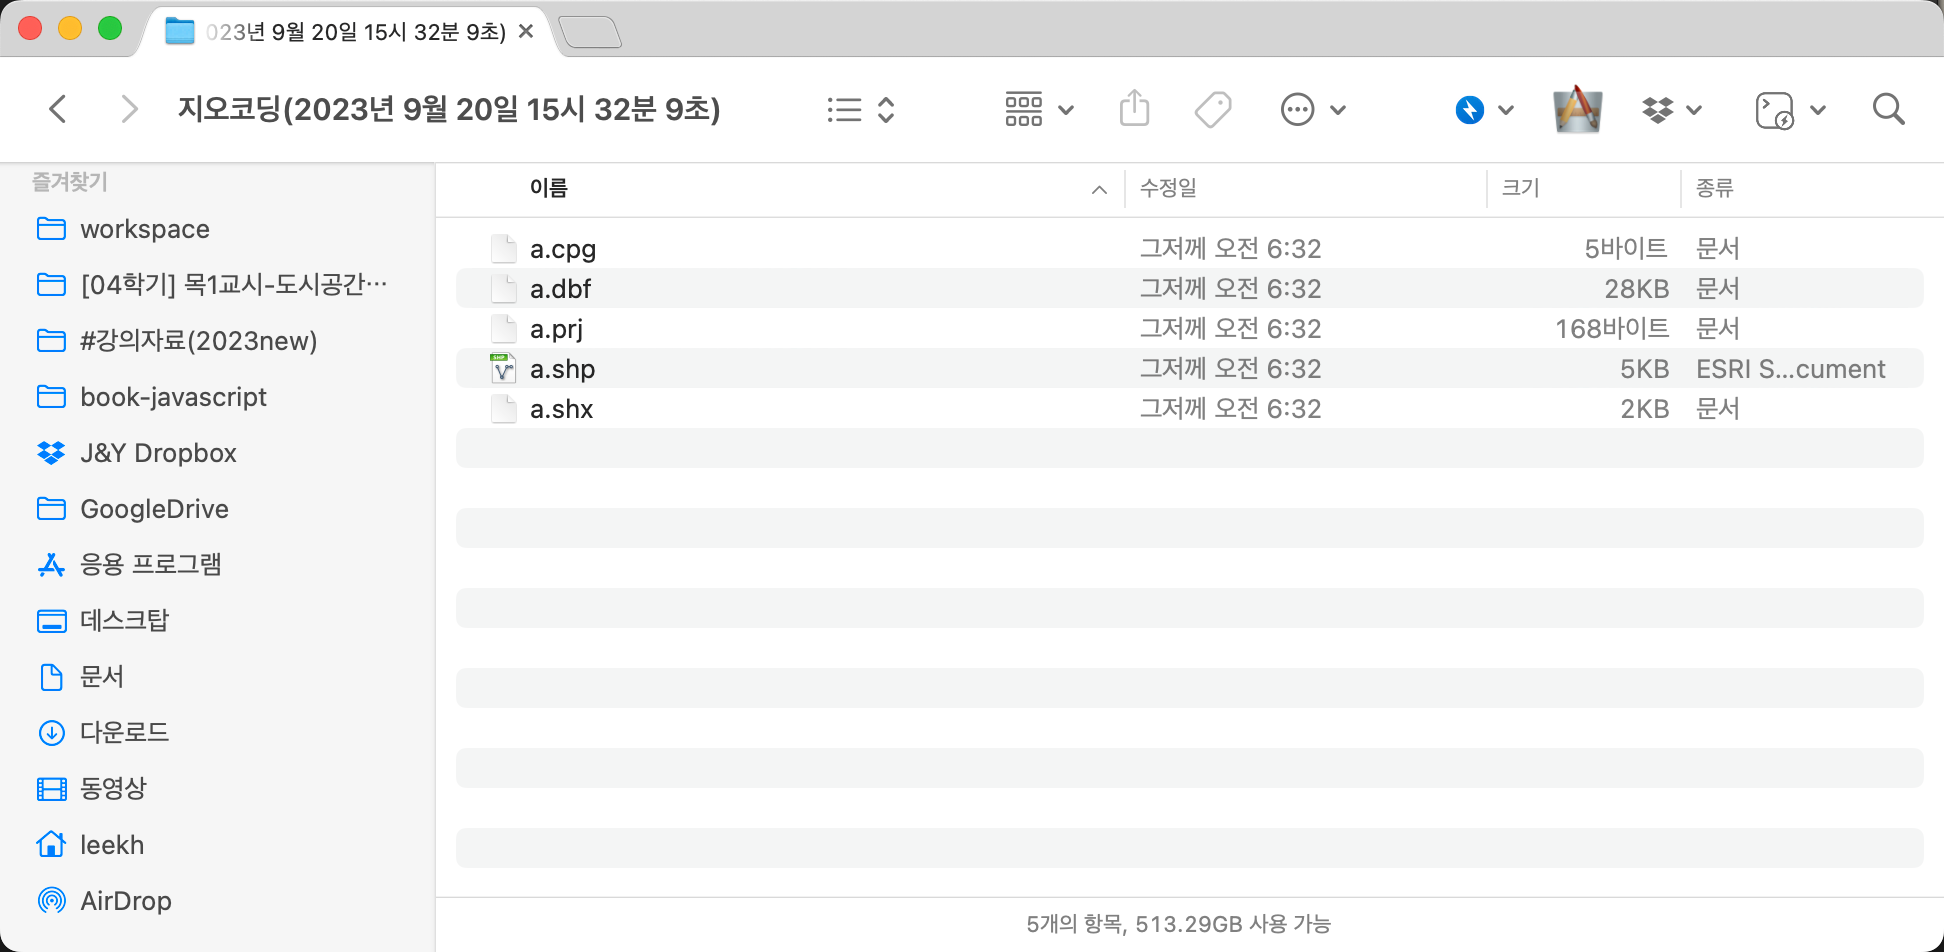 023년 9월 20일 15시 32분 9초)
지오코딩(2023년 9월 20일 15시 32분 9초)
즐겨찾기
workspace
[04학기] 목1교시-도시공간…
#강의자료(2023new)
book-javascript
J&Y Dropbox
GoogleDrive
응용 프로그램
데스크탑
문서
다운로드
동영상
leekh
AirDrop
이름 수정일 크기 종류
a.cpg 그저께 오전 6:32 5바이트 문서
a.dbf 그저께 오전 6:32 28KB 문서
a.prj 그저께 오전 6:32 168바이트 문서
SHP a.shp 그저께 오전 6:32 5KB ESRI S...cument
a.shx 그저께 오전 6:32 2KB 문서
5개의 항목, 513.29GB 사용 가능